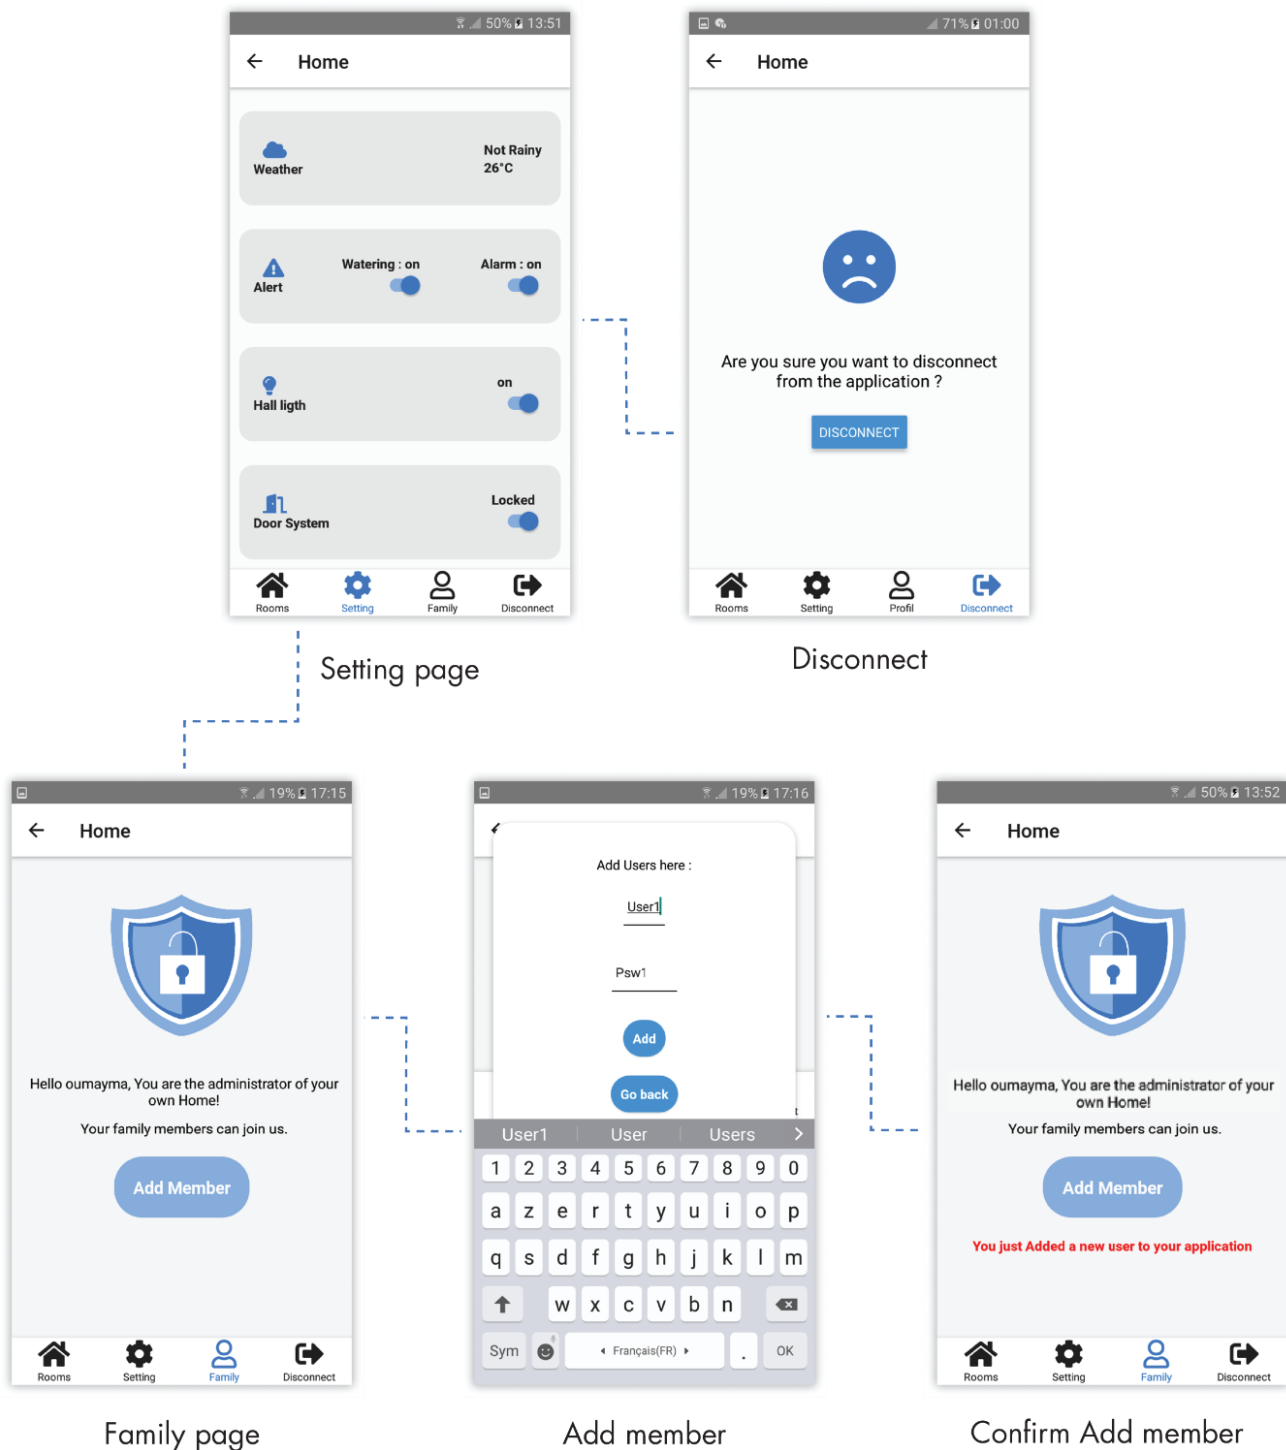 50% 13:51
Home
Weather
Not Rainy
26°C
Alert
Watering : on
Alarm : on
Hall ligth
on
Door System
Locked
Rooms
Setting
Family
Disconnect
Setting page
71% 01:00
Home
Are you sure you want to disconnect
from the application ?
DISCONNECT
Rooms
Setting
Profil
Disconnect
Disconnect
19% 17:15
Home
Hello oumayma, You are the administrator of your
own Home!
Your family members can join us.
Add Member
Rooms
Setting
Family
Disconnect
Family page
19% 17:16
Add Users here :
User1
Psw1
Add
Go back
t
User1 User Users >
1 2 3 4 5 6 7 8 9 0
a z e r t y u i o p
q s d f g h j k l m
w x c v b n
Sym Français(FR) . OK
Add member
50% 13:52
Home
Hello oumayma, You are the administrator of your
own Home!
Your family members can join us.
Add Member
You just Added a new user to your application
Rooms
Setting
Family
Disconnect
Confirm Add member